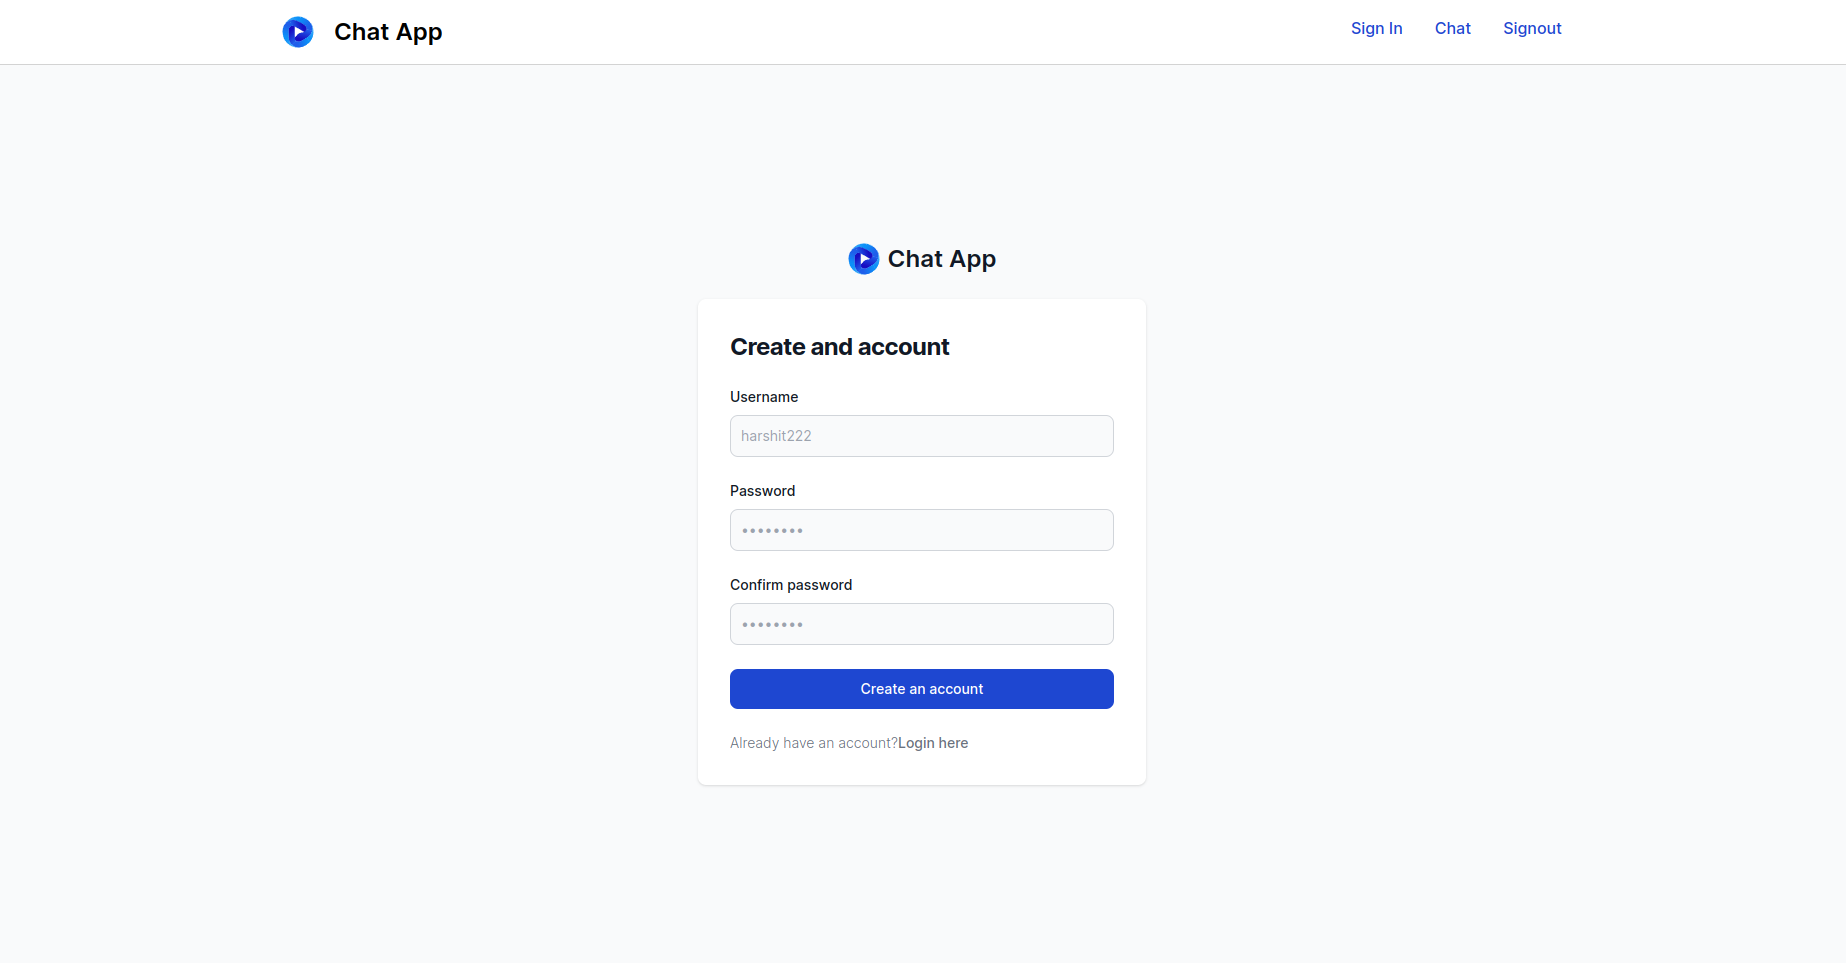 Chat App
Sign In Chat Signout
Chat App
Create and account
Username
harshit222
Password
••••••••
Confirm password
••••••••
Create an account
Already have an account?Login here